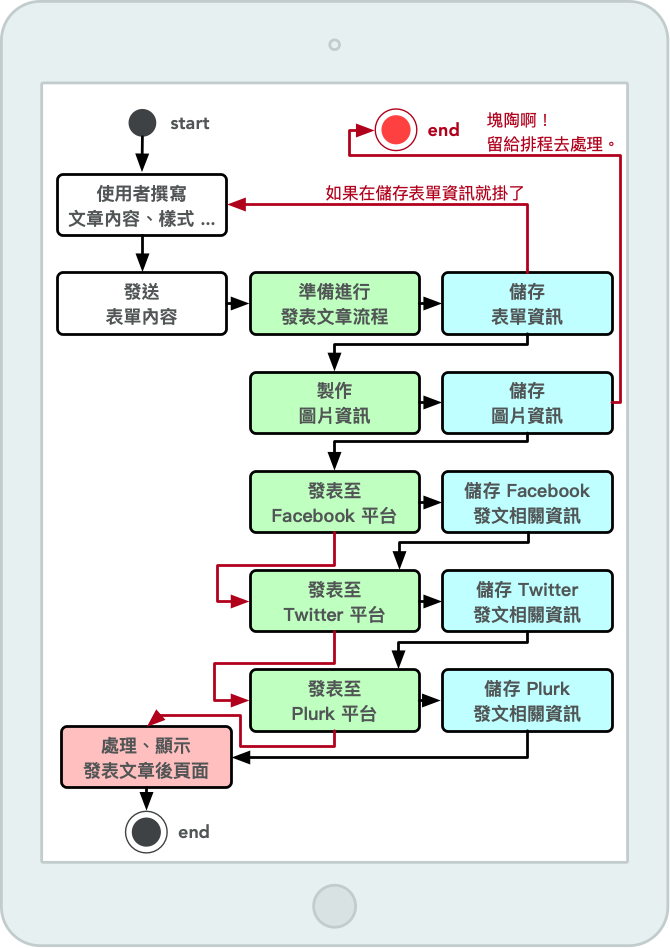 start
end
塊陶啊！
留給排程去處理。
使用者撰寫
文章內容、樣式 ...
如果在儲存表單資訊就掛了
發送
表單內容
準備進行
發表文章流程
儲存
表單資訊
製作
圖片資訊
儲存
圖片資訊
發表至
Facebook 平台
儲存 Facebook
發文相關資訊
發表至
Twitter 平台
儲存 Twitter
發文相關資訊
發表至
Plurk 平台
儲存 Plurk
發文相關資訊
處理、顯示
發表文章後頁面
end